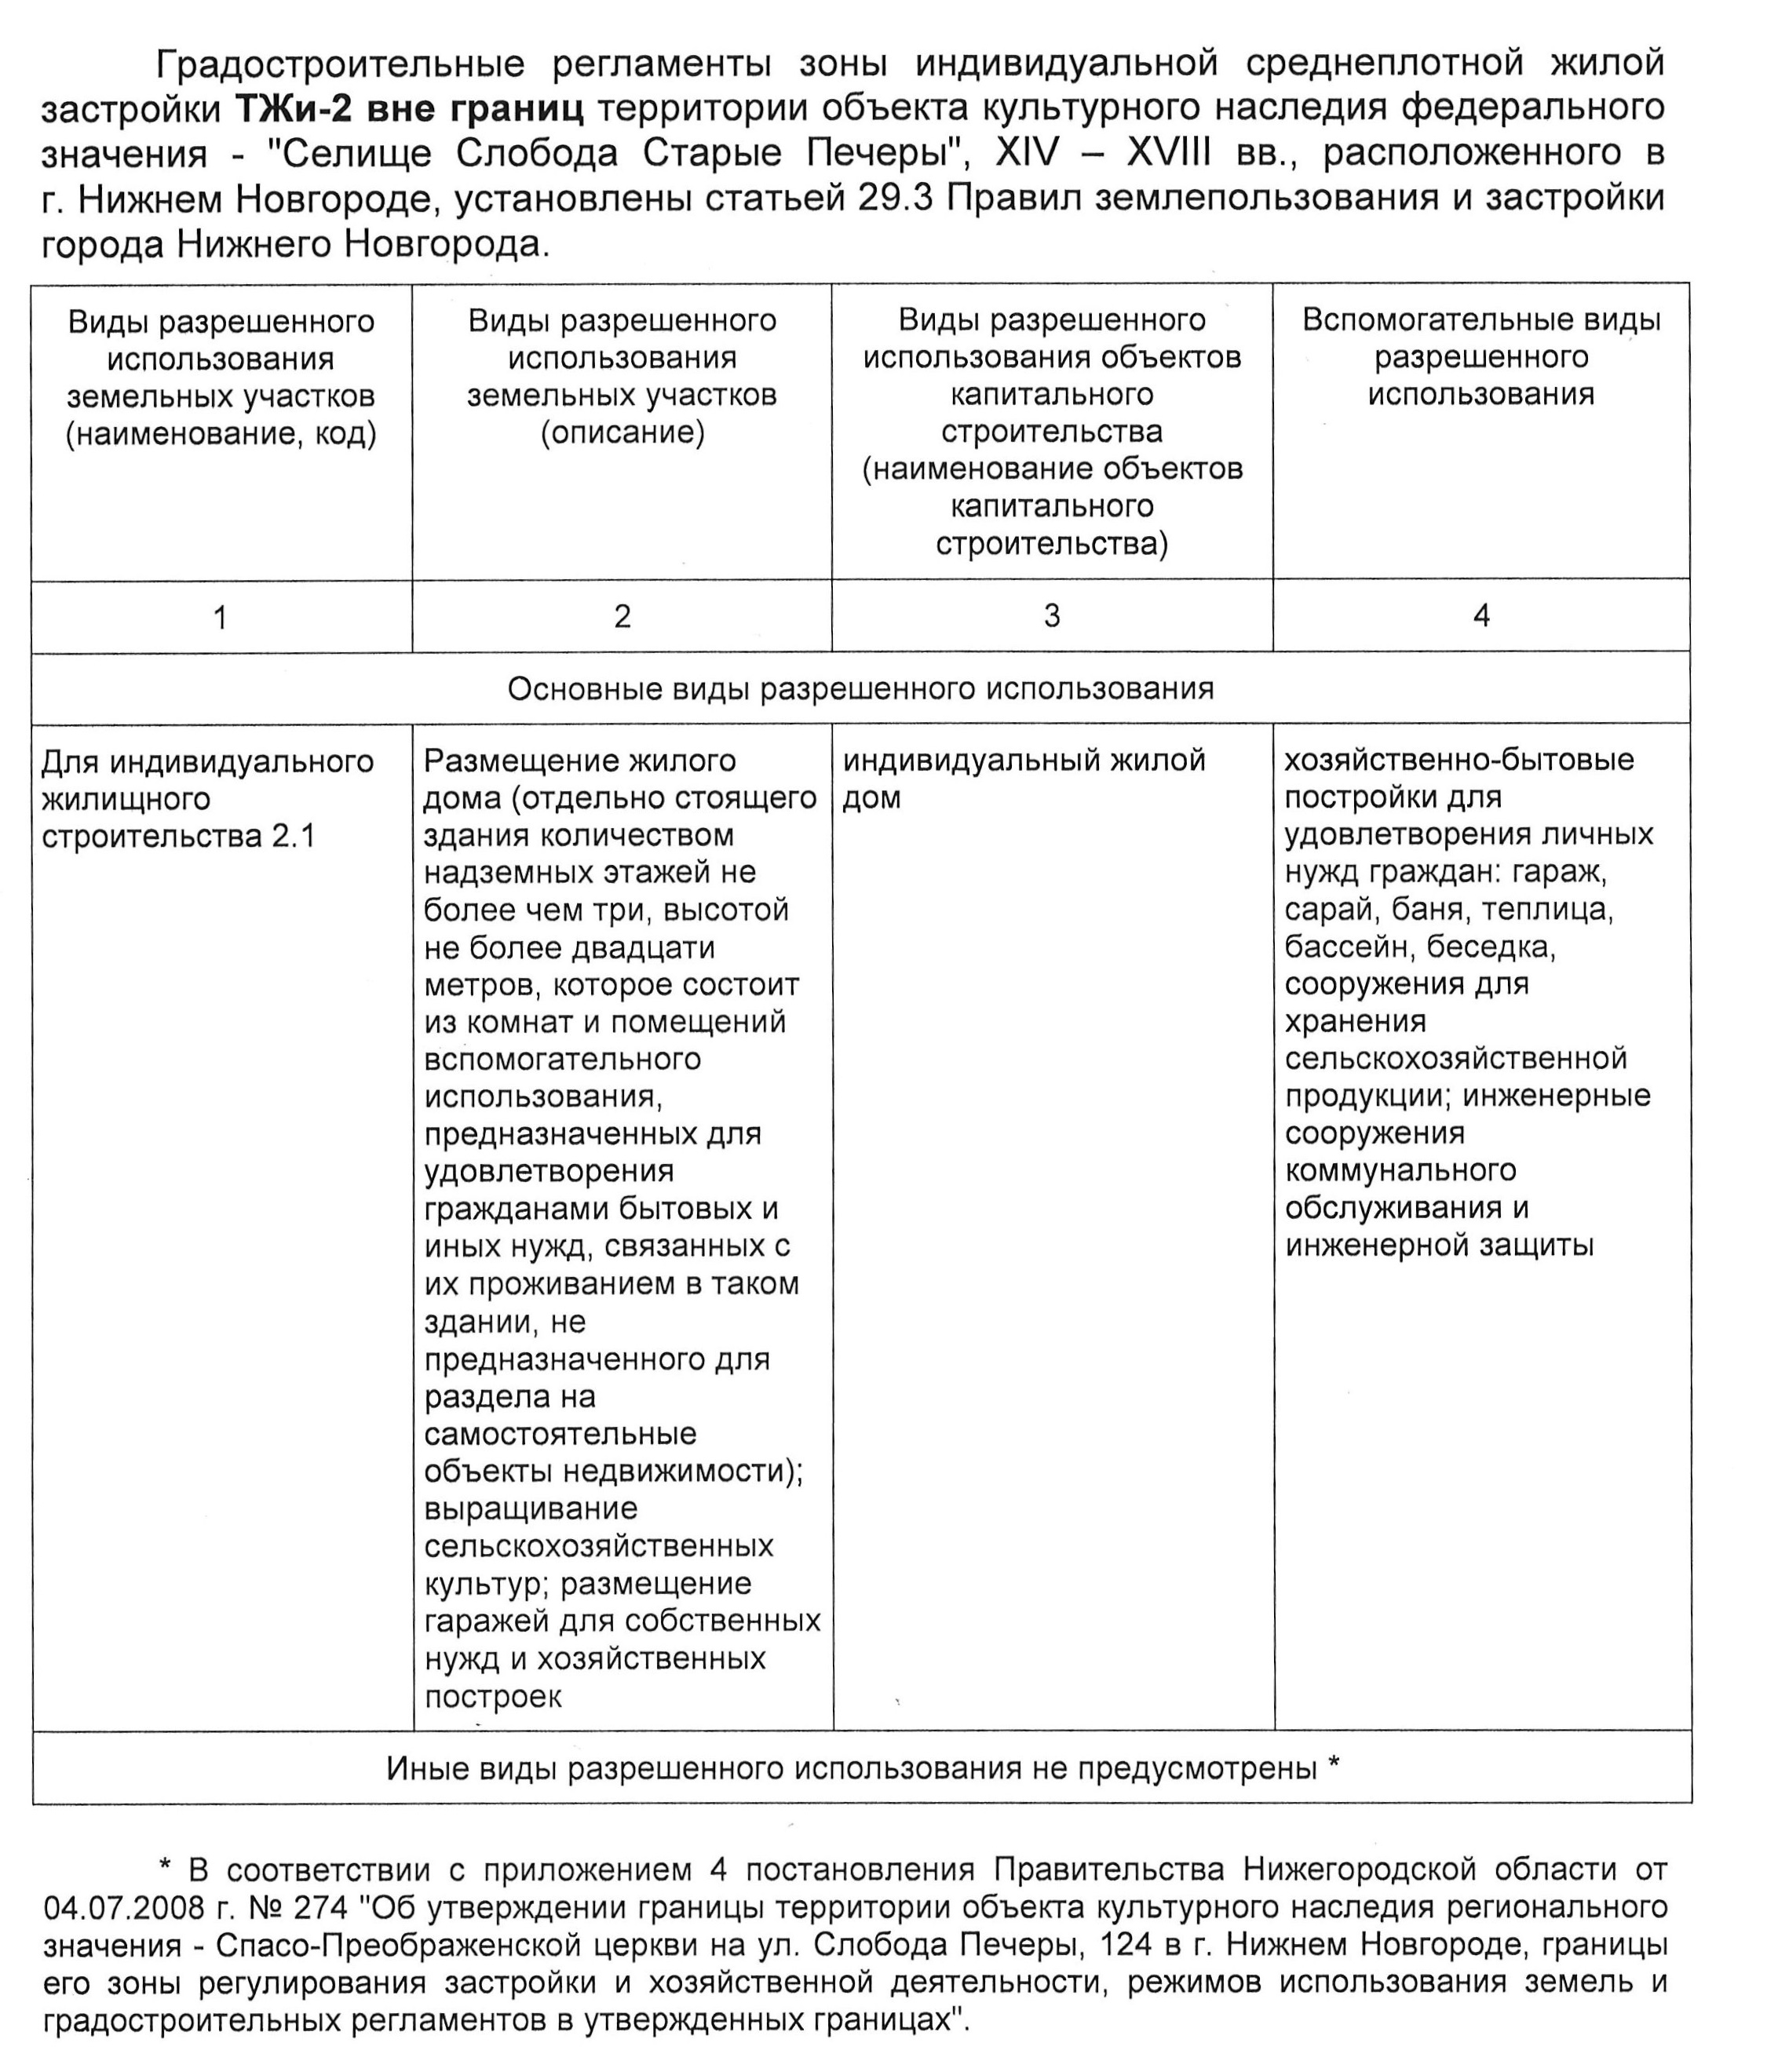 Градостроительные регламенты зоны индивидуальной среднеплотной жилой
застройки ТЖи-2 вне границ территории объекта культурного наследия федерального
значения - "Селище Слобода Старые Печеры", XIV – XVIII вв., расположенного в
г. Нижнем Новгороде, установлены статьей 29.3 Правил землепользования и застройки
города Нижнего Новгорода.
Виды разрешенного
использования
земельных участков
(наименование, код)
Виды разрешенного
использования
земельных участков
(описание)
Виды разрешенного
использования объектов
капитального
строительства
(наименование объектов
капитального
строительства)
Вспомогательные виды
разрешенного
использования
1
2
3
4
Основные виды разрешенного использования
Для индивидуального
жилищного
строительства 2.1
Размещение жилого
дома (отдельно стоящего
здания количеством
надземных этажей не
более чем три, высотой
не более двадцати
метров, которое состоит
из комнат и помещений
вспомогательного
использования,
предназначенных для
удовлетворения
гражданами бытовых и
иных нужд, связанных с
их проживанием в таком
здании, не
предназначенного для
раздела на
самостоятельные
объекты недвижимости);
выращивание
сельскохозяйственных
культур; размещение
гаражей для собственных
нужд и хозяйственных
построек
индивидуальный жилой
дом
хозяйственно-бытовые
постройки для
удовлетворения личных
нужд граждан: гараж,
сарай, баня, теплица,
бассейн, беседка,
сооружения для
хранения
сельскохозяйственной
продукции; инженерные
сооружения
коммунального
обслуживания и
инженерной защиты
Иные виды разрешенного использования не предусмотрены *
* В соответствии с приложением 4 постановления Правительства Нижегородской области от
04.07.2008 г. № 274 "Об утверждении границы территории объекта культурного наследия регионального
значения - Спасо-Преображенской церкви на ул. Слобода Печеры, 124 в г. Нижнем Новгороде, границы
его зоны регулирования застройки и хозяйственной деятельности, режимов использования земель и
градостроительных регламентов в утвержденных границах".